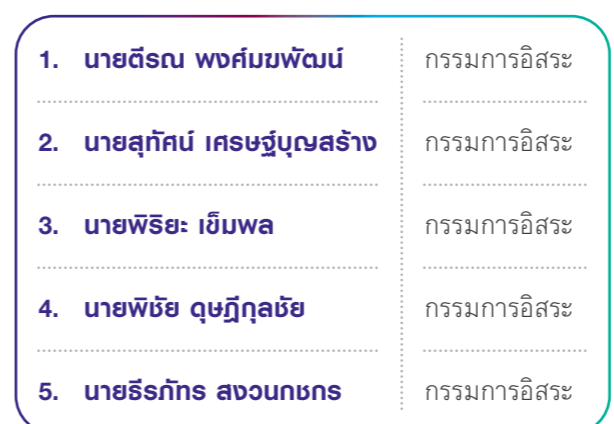 1. นายตีรณ พงศ์มฆพัฒน์ กรรมการอิสระ
2. นายสุทัศน์ เศรษฐ์บุญสร้าง กรรมการอิสระ
3. นายพิริยะ เข็มพล กรรมการอิสระ
4. นายพิชัย ดุษฎีกุลชัย กรรมการอิสระ
5. นายธีรภัทร สงวนกชกร กรรมการอิสระ